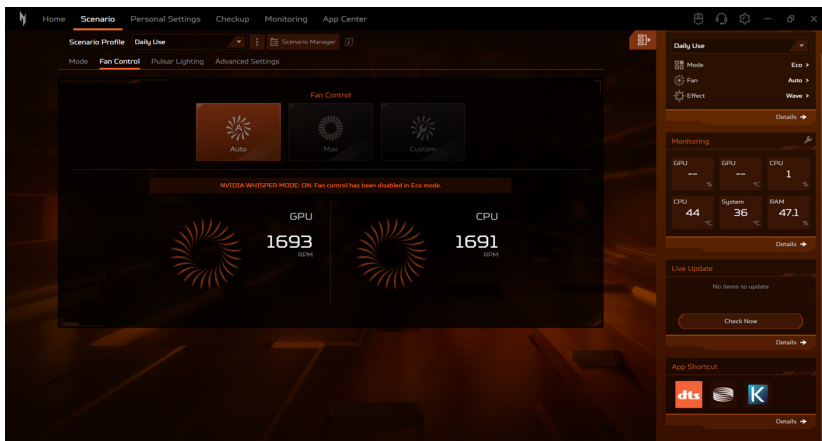 Home Scenario Personal Settings Checkup Monitoring App Center
Scenario Profile Daily Use Scenario Manager
Mode Fan Control Pulsar Lighting Advanced Settings
Fan Control
Auto Max Custom
NVIDIA WHISPER MODE: ON. Fan control has been disabled in Eco mode.
GPU
1693
RPM
CPU
1691
RPM
Daily Use
Mode Eco >
Fan Auto >
Effect Wave >
Details →
Monitoring
GPU GPU CPU
-- -- 1
% °C %
CPU System RAM
44 36 47.1
°C °C %
Details →
Live Update
No items to update
Check Now
Details →
App Shortcut
dts K
Details →